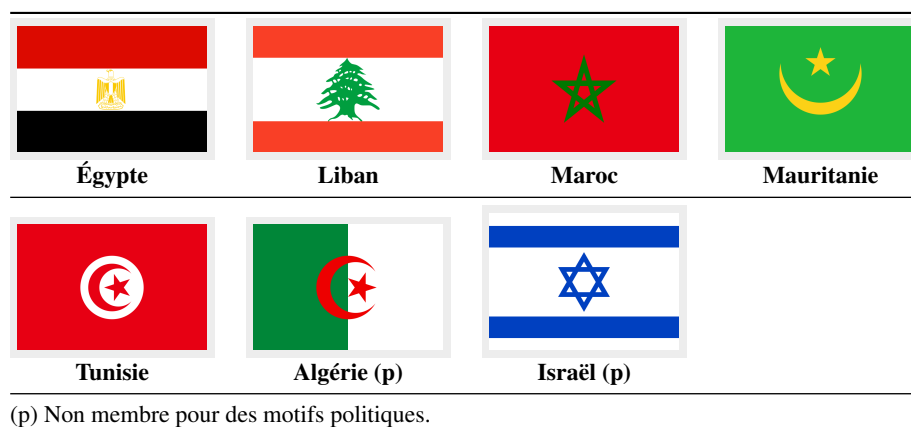 Égypte Liban Maroc Mauritanie
Tunisie Algérie (p) Israël (p)
(p) Non membre pour des motifs politiques.